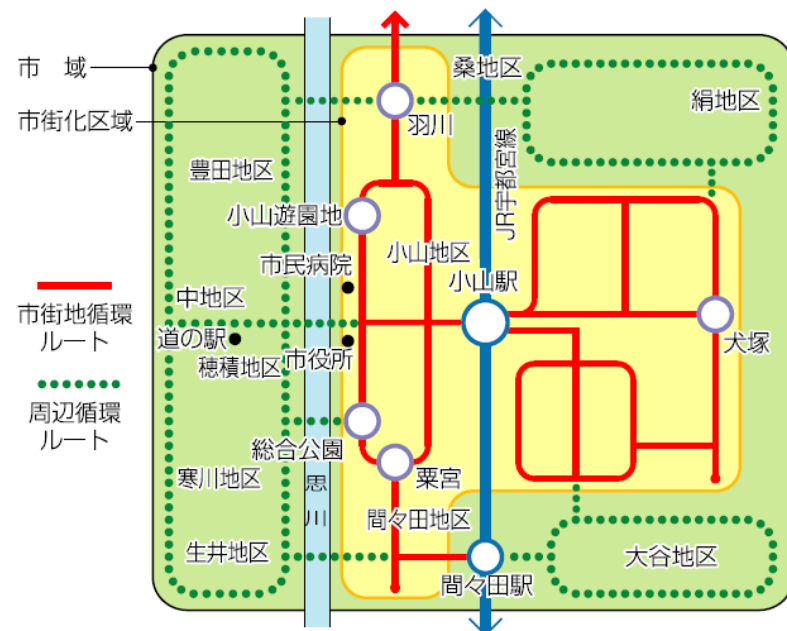 市　域
市街化区域
桑地区
絹地区
羽川
豊田地区
JR宇都宮線
小山遊園地
小山地区
市民病院
小山駅
中地区
市街地循環
ルート
道の駅
市役所
穂積地区
犬塚
周辺循環
ルート
総合公園
粟宮
寒川地区
思川
間々田地区
生井地区
大谷地区
間々田駅